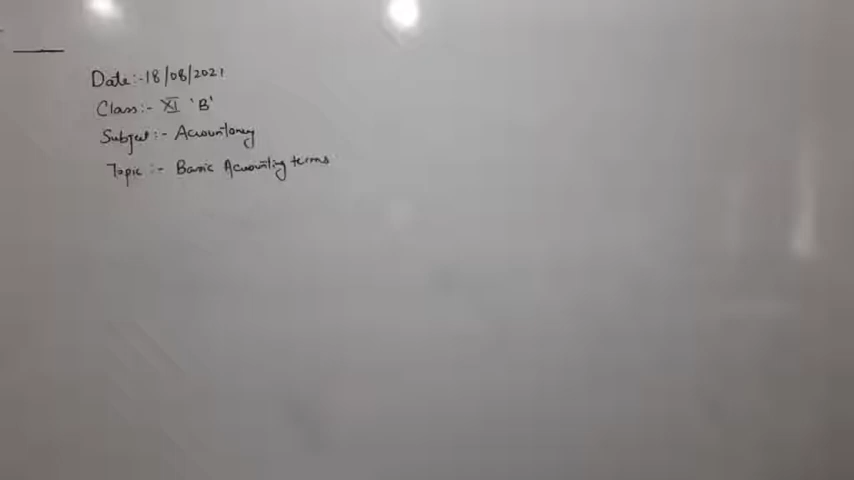 Date:-18/08/2021
Class:- XI 'B'
Subject:- Accountancy
Topic:- Basic Accounting terms